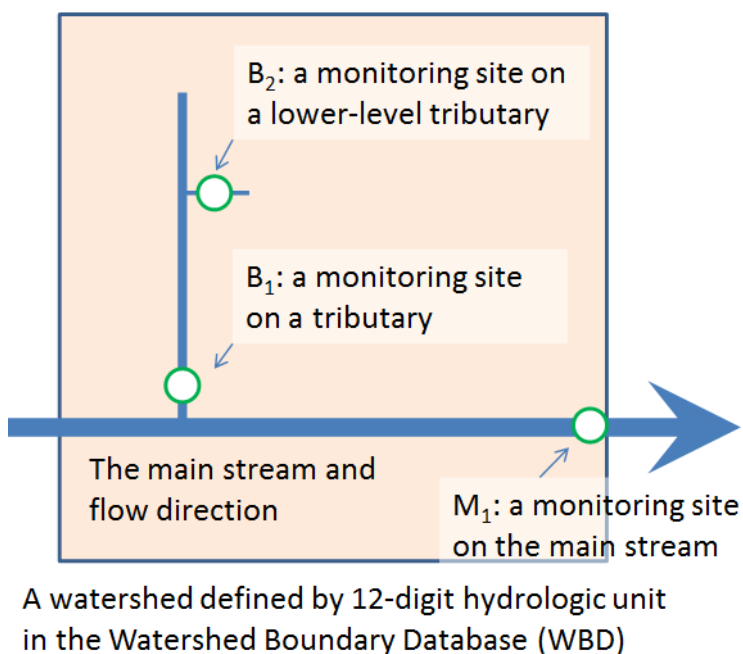 B₂: a monitoring site on
a lower-level tributary
B₁: a monitoring site
on a tributary
The main stream and
flow direction
M₁: a monitoring site
on the main stream
A watershed defined by 12-digit hydrologic unit
in the Watershed Boundary Database (WBD)